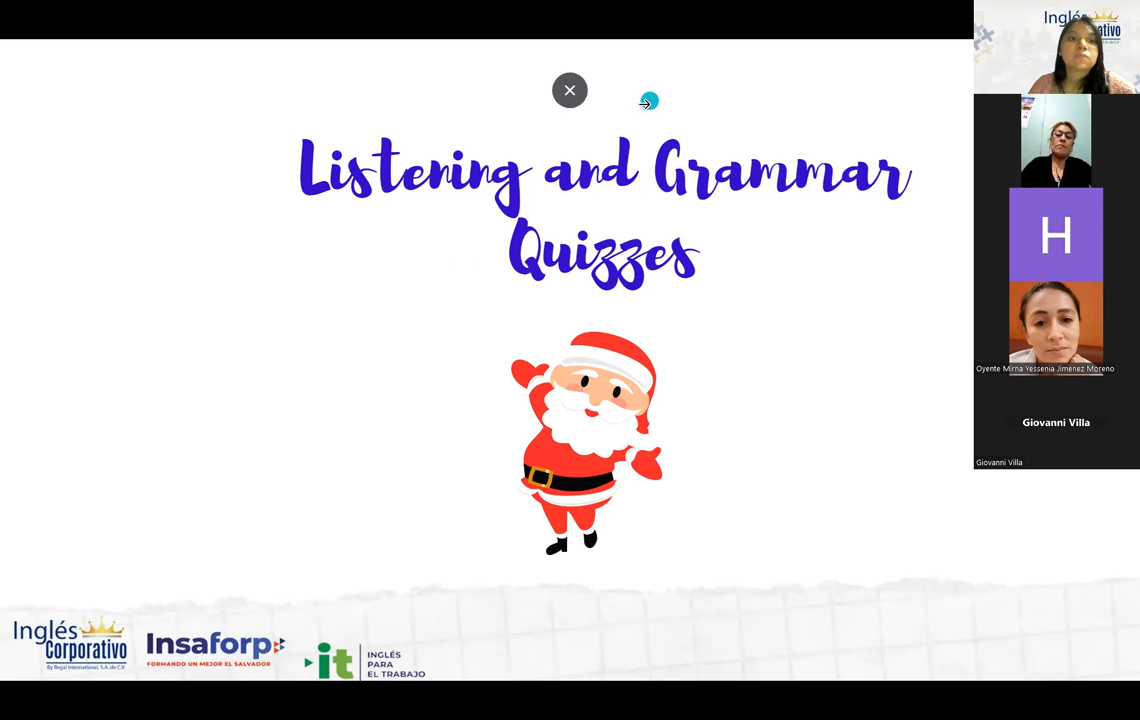 Listening and Grammar
Quizzes
Inglés
Corporativo
By Regal International, S.A. de C.V.
Insaforp
FORMANDO UN MEJOR EL SALVADOR
it
INGLÉS
PARA
EL TRABAJO
Inglés
ativo
H
Oyente Mirna Yessenia Jimenez Moreno
Giovanni Villa
Giovanni Villa